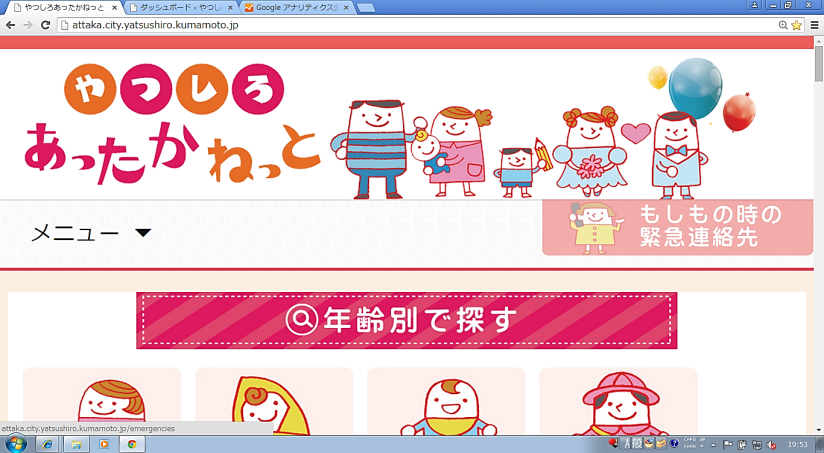 やつしろあったかねっと
ダッシュボード ‹ やつし
Google アナリティクス
attaka.city.yatsushiro.kumamoto.jp
やつしろ
あったかねっと
メニュー ▼
もしもの時の
緊急連絡先
年齢別で探す
attaka.city.yatsushiro.kumamoto.jp/emergencies
19:53